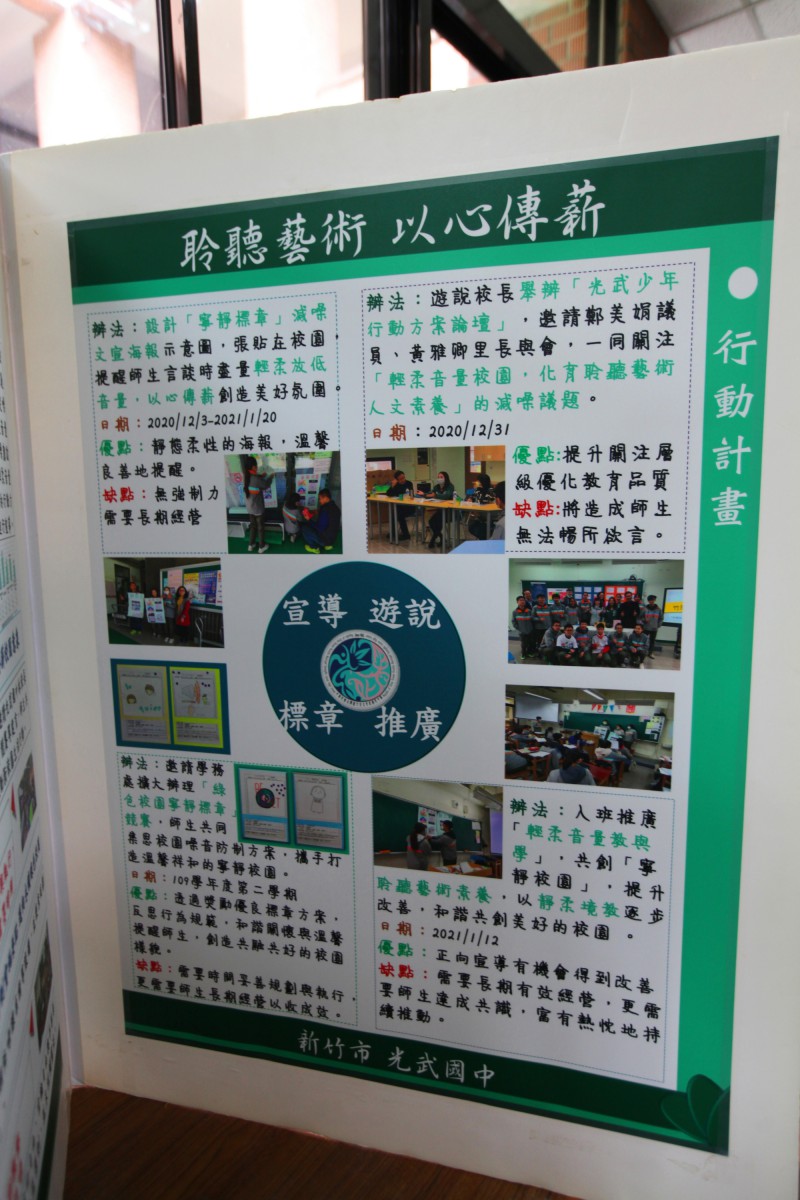 聆聽藝術 以心傳薪
行動計畫
辦法：設計「寧靜標章」減噪
文宣海報示意圖，張貼在校園，
提醒師生言談時盡量輕柔放低
音量，以心傳薪創造美好氛圍。
日期：2020/12/3-2021/1/20
優點：靜態柔性的海報，溫馨
良善地提醒。
缺點：無強制力
需要長期經營
辦法：遊說校長舉辦「光武少年
行動方案論壇」，邀請鄭美娟議
員、黃雅卿里長與會，一同關注
「輕柔音量校園，化育聆聽藝術
人文素養」的減噪議題。
日期：2020/12/31
優點:提升關注層
級優化教育品質
缺點:將造成師生
無法暢所欲言。
宣導 遊說
標章 推廣
辦法：邀請學務
處擴大辦理「綠
色校園寧靜標章」
競賽，師生共同
集思校園噪音防制方案，攜手打
造溫馨祥和的寧靜校園。
日期：109學年度第二學期
優點：透過獎勵優良標章方案，
反思行為規範，和諧關懷與溫馨
提醒師生，創造共融共好的校園
樣貌。
缺點：需要時間妥善規劃與執行，
更需要師生長期經營以收成效。
辦法：入班推廣
「輕柔音量教與
學」，共創「寧
靜校園」，提升
聆聽藝術素養，以靜柔境教逐步
改善，和諧共創美好的校園。
日期：2021/1/12
優點：正向宣導有機會得到改善
缺點：需要長期有效經營，更需
要師生達成共識，富有熱忱地持
續推動。
新竹市 光武國中